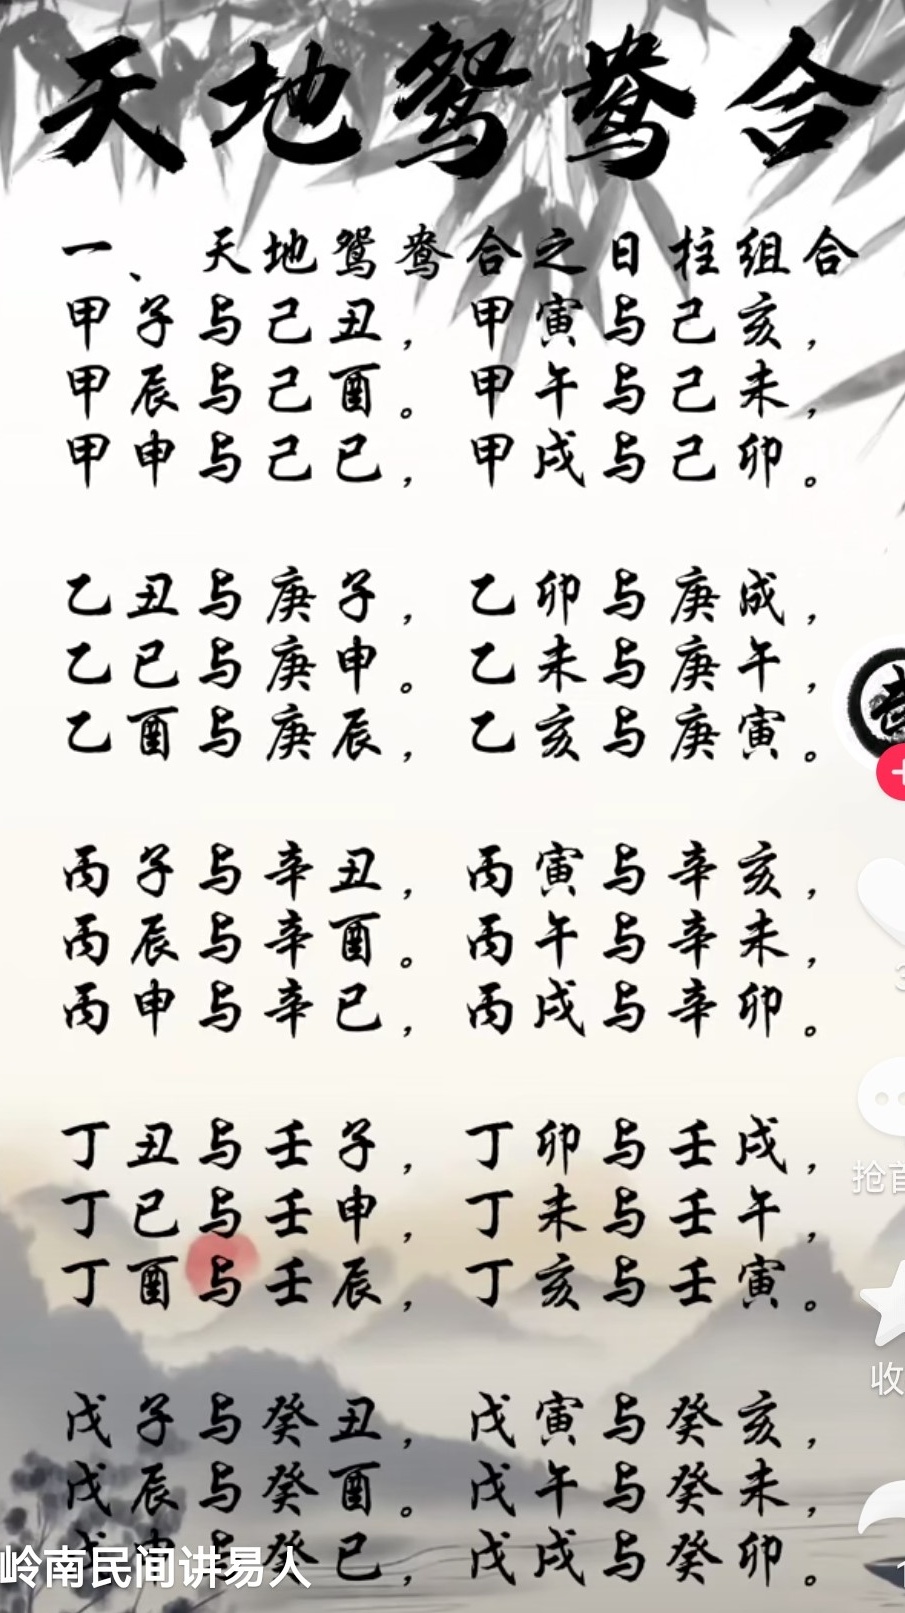 天地鸳鸯合
一、天地鸳鸯合之日柱组合
甲子与己丑，甲寅与己亥，
甲辰与己酉。甲午与己未，
甲申与己巳，甲戌与己卯。
乙丑与庚子，乙卯与庚戌，
乙巳与庚申。乙未与庚午，
乙酉与庚辰，乙亥与庚寅。
丙子与辛丑，丙寅与辛亥，
丙辰与辛酉。丙午与辛未，
丙申与辛巳，丙戌与辛卯。
丁丑与壬子，丁卯与壬戌，
丁巳与壬申，丁未与壬午，
丁酉与壬辰，丁亥与壬寅。
戊子与癸丑，戊寅与癸亥，
戊辰与癸酉。戊午与癸未，
癸巳，戊戌与癸卯。
岭南民间讲易人
抢首
收